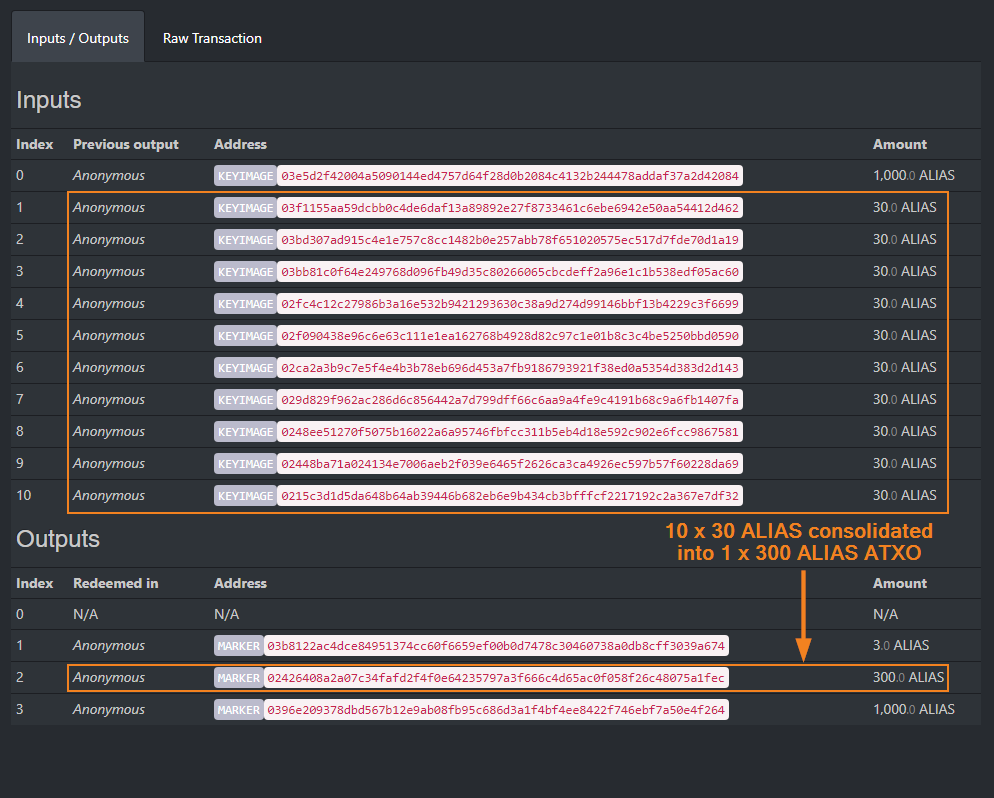 Inputs / Outputs Raw Transaction
Inputs
Index Previous output Address Amount
0 Anonymous KEYIMAGE 03e5d2f42004a5090144ed4757d64f28d0b2084c4132b244478addaf37a2d42084 1,000.0 ALIAS
1 Anonymous KEYIMAGE 03f1155aa59dcbb0c4de6daf13a89892e27f8733461c6ebe6942e50aa54412d462 30.0 ALIAS
2 Anonymous KEYIMAGE 03bd307ad915c4e1e757c8cc1482b0e257abb78f651020575ec517d7fde70d1a19 30.0 ALIAS
3 Anonymous KEYIMAGE 03bb81c0f64e249768d096fb49d35c80266065cbcdeff2a96e1c1b538edf05ac60 30.0 ALIAS
4 Anonymous KEYIMAGE 02fc4c12c27986b3a16e532b9421293630c38a9d274d99146bbf13b4229c3f6699 30.0 ALIAS
5 Anonymous KEYIMAGE 02f090438e96c6e63c111e1ea162768b4928d82c97c1e01b8c3c4be5250bbd0590 30.0 ALIAS
6 Anonymous KEYIMAGE 02ca2a3b9c7e5f4e4b3b78eb696d453a7fb9186793921f38ed0a5354d383d2d143 30.0 ALIAS
7 Anonymous KEYIMAGE 029d829f962ac286d6c856442a7d799dff66c6aa9a4fe9c4191b68c9a6fb1407fa 30.0 ALIAS
8 Anonymous KEYIMAGE 0248ee51270f5075b16022a6a95746fbfcc311b5eb4d18e592c902e6fcc9867581 30.0 ALIAS
9 Anonymous KEYIMAGE 02448ba71a024134e7006aeb2f039e6465f2626ca3ca4926ec597b57f60228da69 30.0 ALIAS
10 Anonymous KEYIMAGE 0215c3d1d5da648b64ab39446b682eb6e9b434cb3bfffcf2217192c2a367e7df32 30.0 ALIAS
10 x 30 ALIAS consolidated
into 1 x 300 ALIAS ATXO
Outputs
Index Redeemed in Address Amount
0 N/A N/A N/A
1 Anonymous MARKER 03b8122ac4dce84951374cc60f6659ef00b0d7478c30460738a0db8cff3039a674 3.0 ALIAS
2 Anonymous MARKER 02426408a2a07c34fafd2f4f0e64235797a3f666c4d65ac0f058f26c48075a1fec 300.0 ALIAS
3 Anonymous MARKER 0396e209378dbd567b12e9ab08fb95c686d3a1f4bf4ee8422f746ebf7a50e4f264 1,000.0 ALIAS